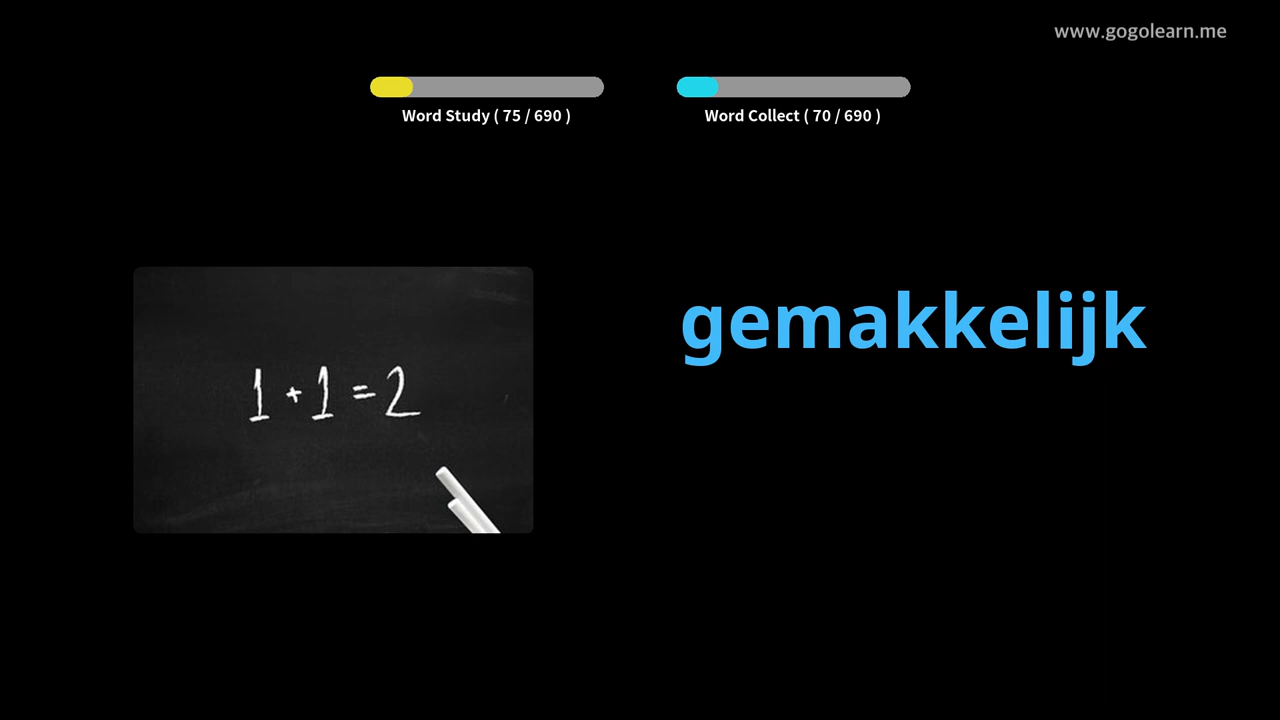 www.gogolearn.me
Word Study ( 75 / 690 )
Word Collect ( 70 / 690 )
1 + 1 = 2
gemakkelijk